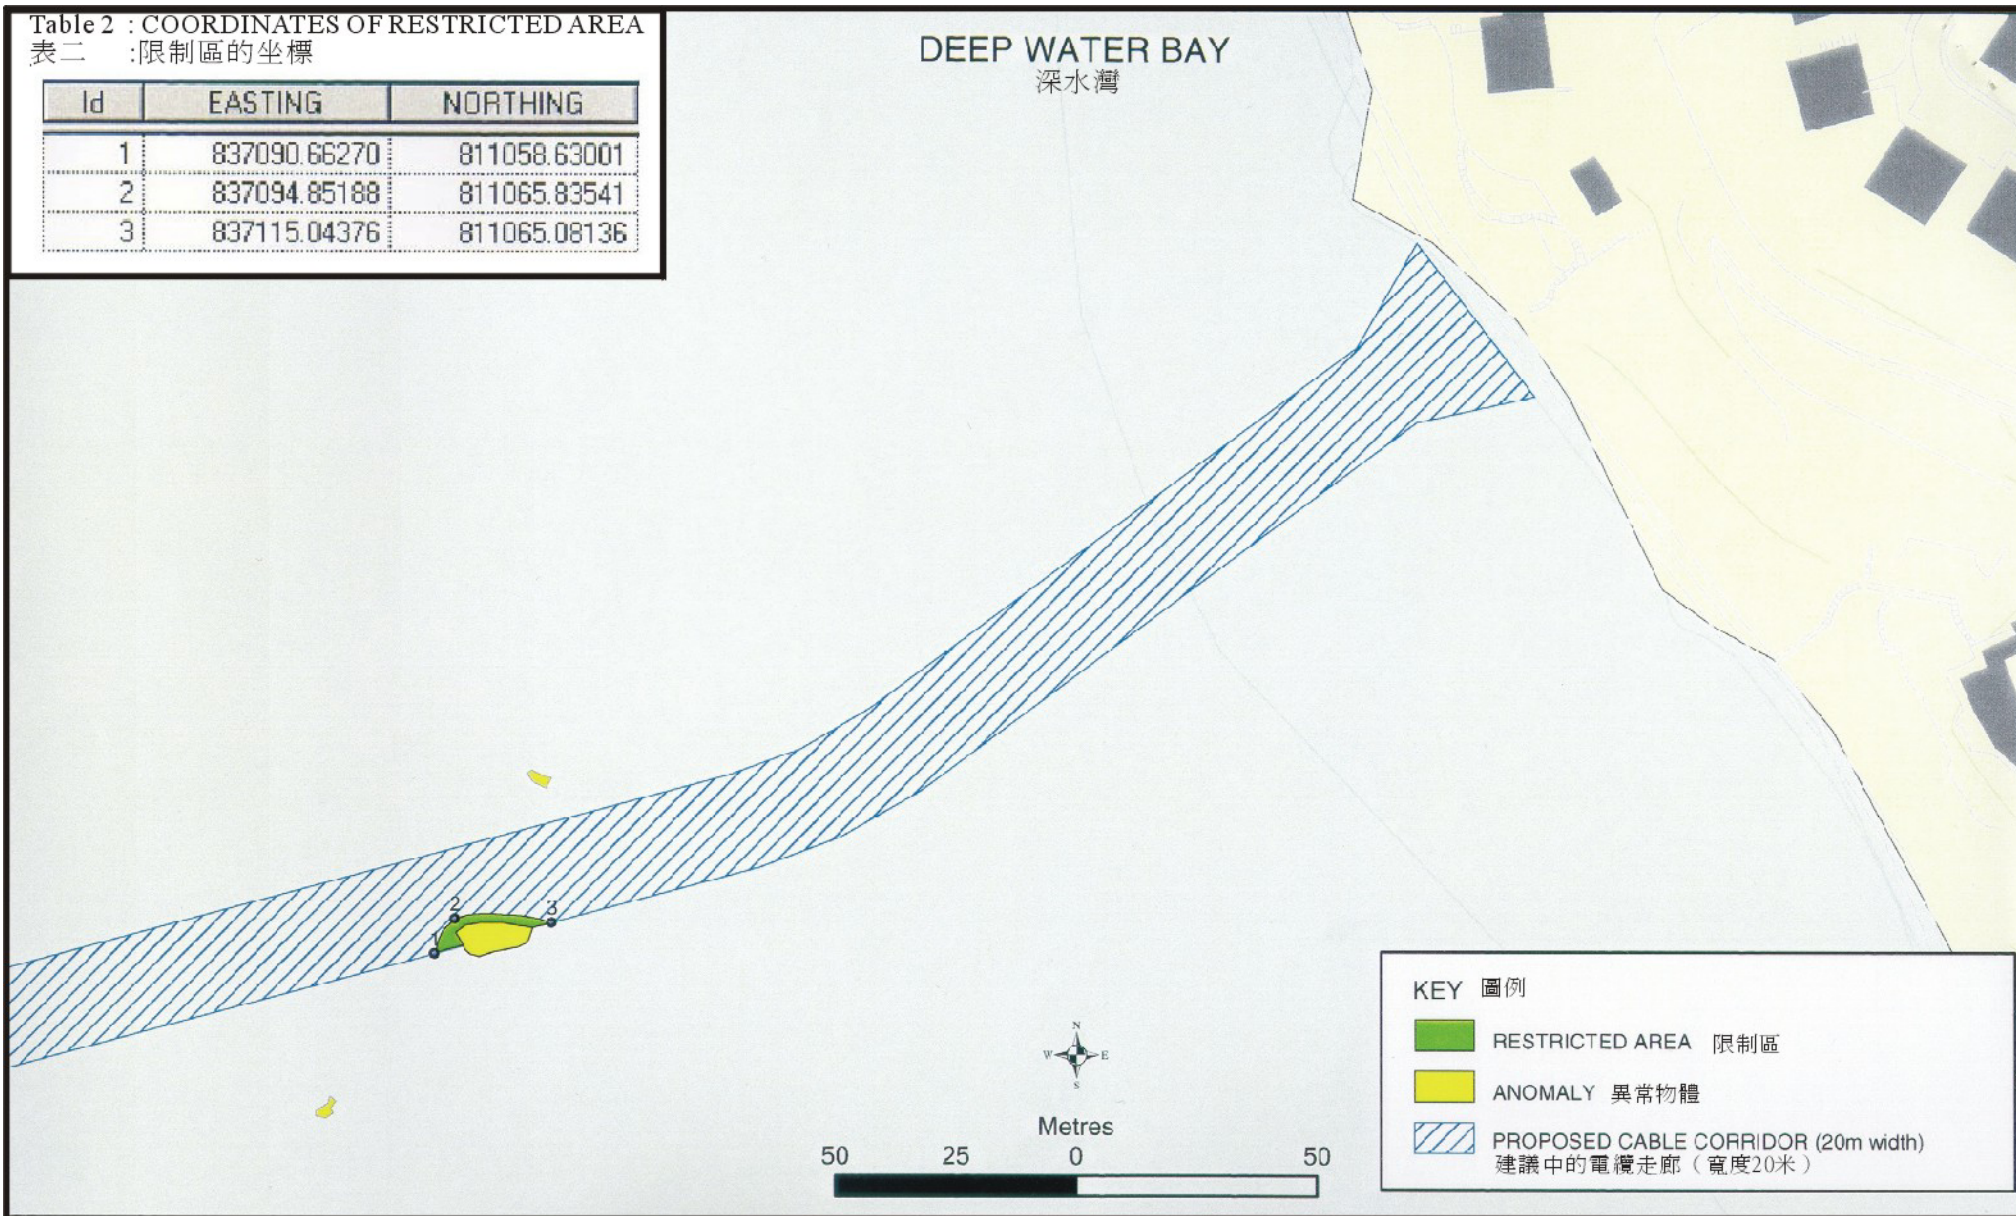 Table 2 : COORDINATES OF RESTRICTED AREA
表二 :限制區的坐標
Id EASTING NORTHING
1 837090.66270 811058.63001
2 837094.85188 811065.83541
3 837115.04376 811065.08136
DEEP WATER BAY
深水灣
2
3
1
N
W E
S
Metres
50 25 0 50
KEY 圖例
RESTRICTED AREA 限制區
ANOMALY 異常物體
PROPOSED CABLE CORRIDOR (20m width)
建議中的電纜走廊（寬度20米）